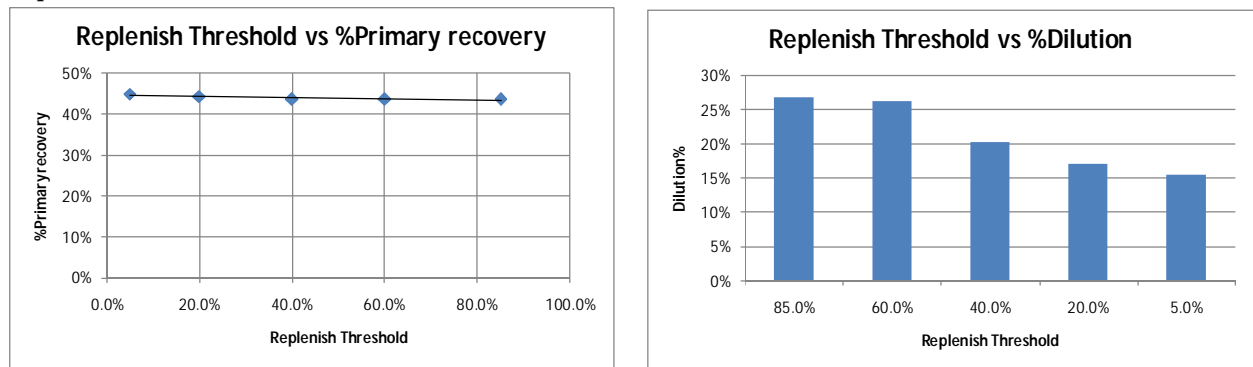 Replenish Threshold vs %Primary recovery
50%
40%
30%
20%
10%
0%
%Primary recovery
0.0% 20.0% 40.0% 60.0% 80.0% 100.0%
Replenish Threshold
Replenish Threshold vs %Dilution
30%
25%
20%
15%
10%
5%
0%
Dilution%
85.0% 60.0% 40.0% 20.0% 5.0%
Replenish Threshold